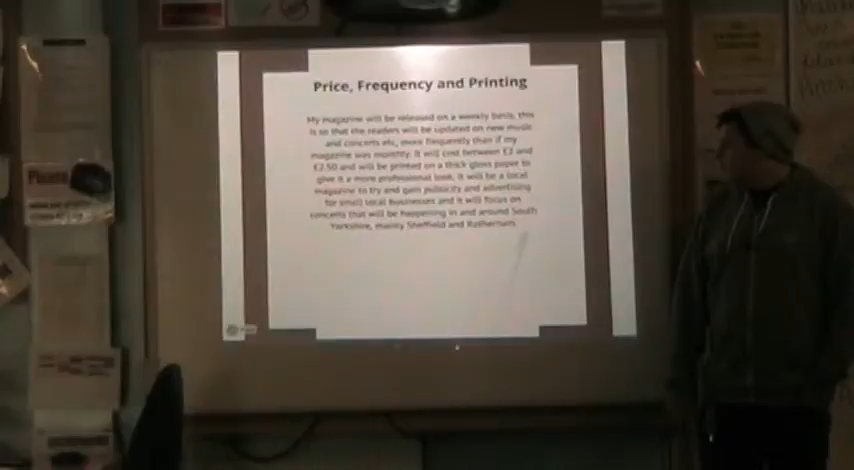 Price, Frequency and Printing
My magazine will be released on a weekly basis, this
is so that the readers will be updated on new music
and concerts etc, more frequently than if my
magazine was monthly. It will cost between £2 and
£2.50 and will be printed on a thick gloss paper to
give it a more professional look. It will be a local
magazine to try and gain publicity and advertising
for small local businesses and it will focus on
concerts that will be happening in and around South
Yorkshire, mainly Sheffield and Rotherham.
Please